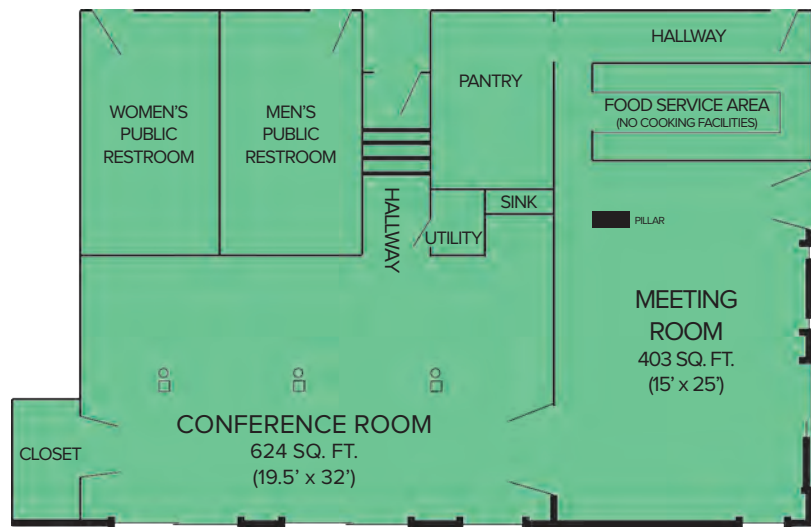 HALLWAY
PANTRY
FOOD SERVICE AREA
(NO COOKING FACILITIES)
WOMEN'S
PUBLIC
RESTROOM
MEN'S
PUBLIC
RESTROOM
HALLWAY
SINK
UTILITY
PILLAR
MEETING
ROOM
403 SQ. FT.
(15' x 25')
CONFERENCE ROOM
624 SQ. FT.
(19.5' x 32')
CLOSET